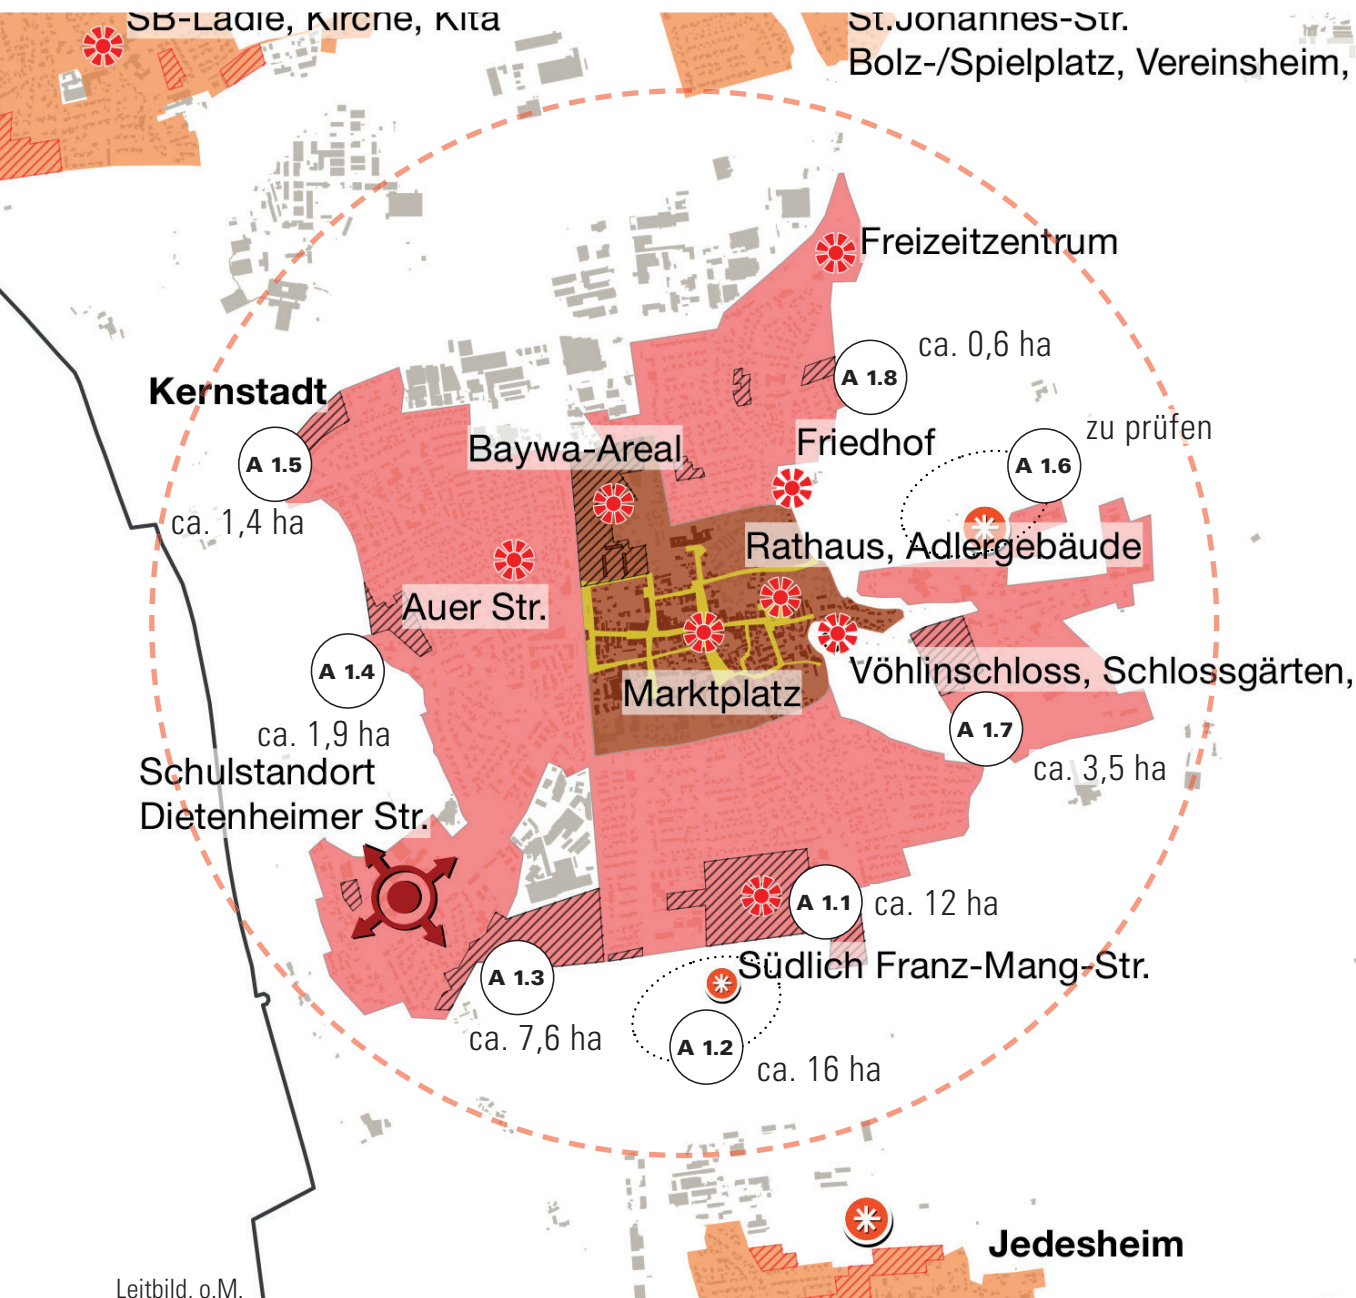 SB-Lädle, Kirche, Kita
St.Johannes-Str.
Bolz-/Spielplatz, Vereinsheim,
Freizeitzentrum
ca. 0,6 ha
A 1.8
Kernstadt
zu prüfen
Baywa-Areal
Friedhof
A 1.5
A 1.6
ca. 1,4 ha
Rathaus, Adlergebäude
Auer Str.
A 1.4
Völhlinschloss, Schlossgärten,
Marktplatz
ca. 1,9 ha
A 1.7
Schulstandort
Dietenheimer Str.
ca. 3,5 ha
A 1.1
ca. 12 ha
Südlich Franz-Mang-Str.
A 1.3
ca. 7,6 ha
A 1.2
ca. 16 ha
Jedesheim
Leitbild, o.M.